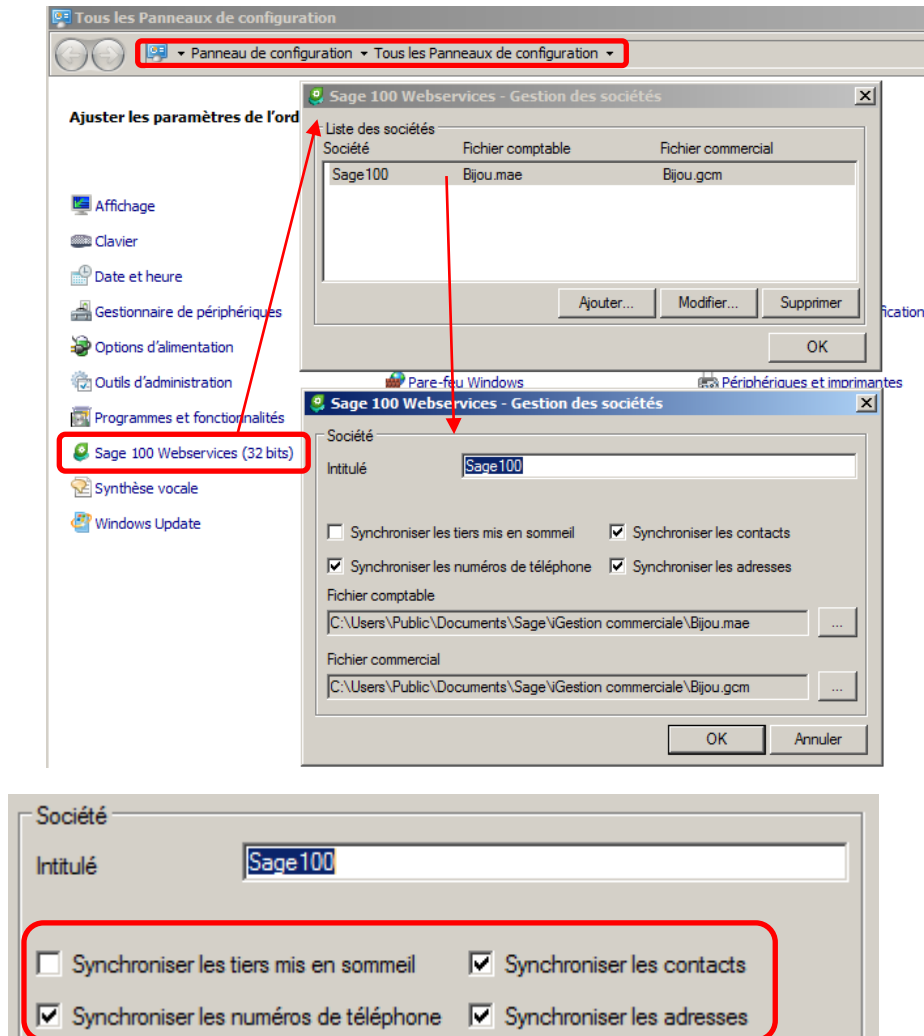 Tous les Panneaux de configuration
Panneau de configuration Tous les Panneaux de configuration
Ajuster les paramètres de l'ord
Sage 100 Webservices - Gestion des sociétés
Liste des sociétés
Société Fichier comptable Fichier commercial
Sage100 Bijou.mae Bijou.gcm
Ajouter... Modifier... Supprimer
OK
Affichage
Clavier
Date et heure
Gestionnaire de périphériques
fication
Options d'alimentation
Outils d'administration
Pare-feu Windows
Périphériques et imprimantes
Programmes et fonctionnalités
Sage 100 Webservices (32 bits)
Synthèse vocale
Windows Update
Sage 100 Webservices - Gestion des sociétés
Société
Intitulé Sage100
Synchroniser les tiers mis en sommeil Synchroniser les contacts
Synchroniser les numéros de téléphone Synchroniser les adresses
Fichier comptable
C:\Users\Public\Documents\Sage\iGestion commerciale\Bijou.mae ...
Fichier commercial
C:\Users\Public\Documents\Sage\iGestion commerciale\Bijou.gcm ...
OK Annuler
Société
Intitulé Sage100
Synchroniser les tiers mis en sommeil Synchroniser les contacts
Synchroniser les numéros de téléphone Synchroniser les adresses